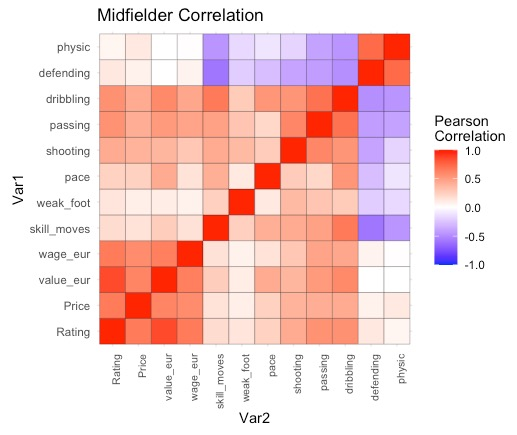 Midfielder Correlation
physic
defending
dribbling
passing
shooting
pace
weak_foot
skill_moves
wage_eur
value_eur
Price
Rating
Var1
Rating
Price
value_eur
wage_eur
skill_moves
weak_foot
pace
shooting
passing
dribbling
defending
physic
Var2
Pearson
Correlation
1.0
0.5
0.0
-0.5
-1.0